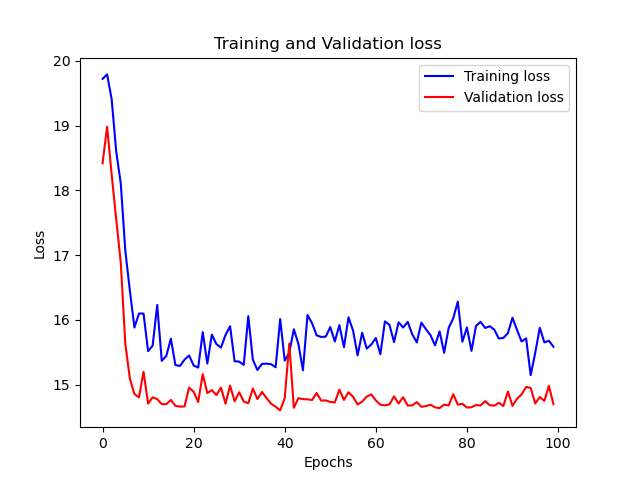 Training and Validation loss
Training loss
Validation loss
Loss
20
19
18
17
16
15
0 20 40 60 80 100
Epochs